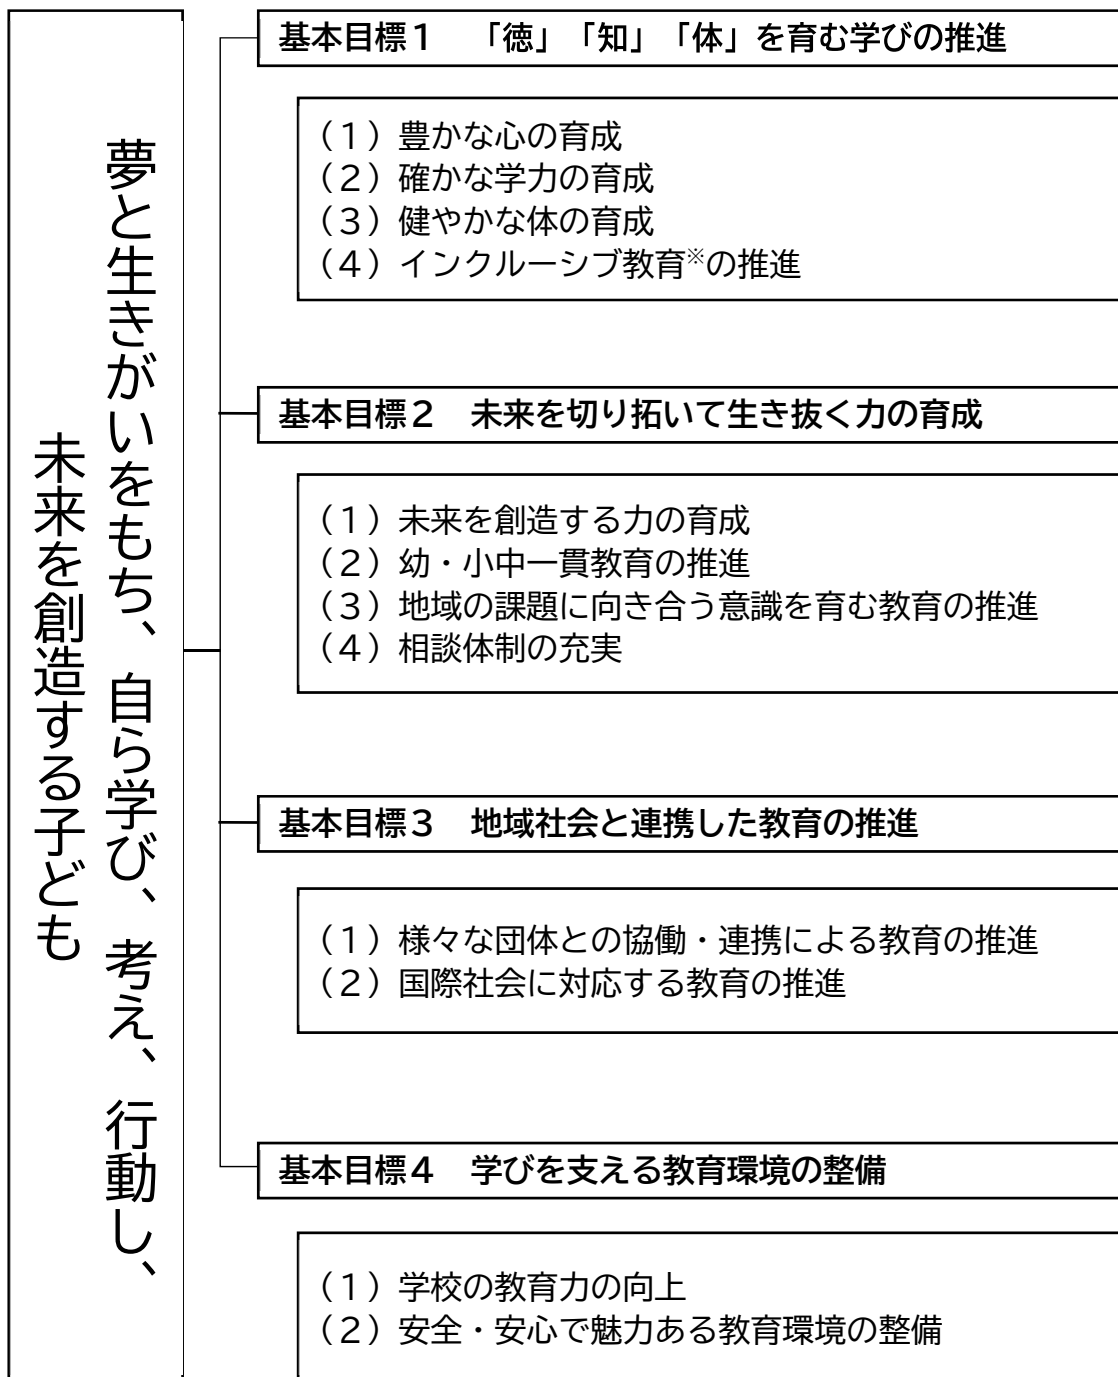 夢と生きがいをもち、自ら学び、考え、行動し、
未来を創造する子ども
基本目標１　「徳」「知」「体」を育む学びの推進
（１）豊かな心の育成
（２）確かな学力の育成
（３）健やかな体の育成
（４）インクルーシブ教育※の推進
基本目標２　未来を切り拓いて生き抜く力の育成
（１）未来を創造する力の育成
（２）幼・小中一貫教育の推進
（３）地域の課題に向き合う意識を育む教育の推進
（４）相談体制の充実
基本目標３　地域社会と連携した教育の推進
（１）様々な団体との協働・連携による教育の推進
（２）国際社会に対応する教育の推進
基本目標４　学びを支える教育環境の整備
（１）学校の教育力の向上
（２）安全・安心で魅力ある教育環境の整備